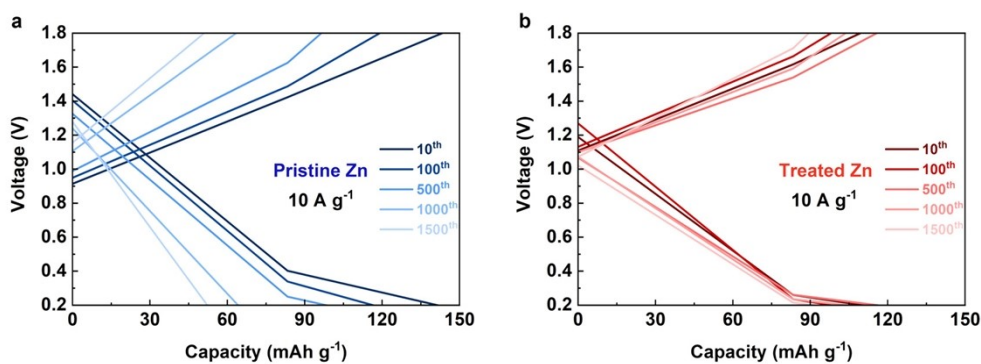 a
1.8
1.6
1.4
1.2
1.0
0.8
0.6
0.4
0.2
Voltage (V)
Pristine Zn
10 A g⁻¹
10th
100th
500th
1000th
1500th
0 30 60 90 120 150
Capacity (mAh g⁻¹)
b
1.8
1.6
1.4
1.2
1.0
0.8
0.6
0.4
0.2
Voltage (V)
Treated Zn
10 A g⁻¹
10th
100th
500th
1000th
1500th
0 30 60 90 120 150
Capacity (mAh g⁻¹)